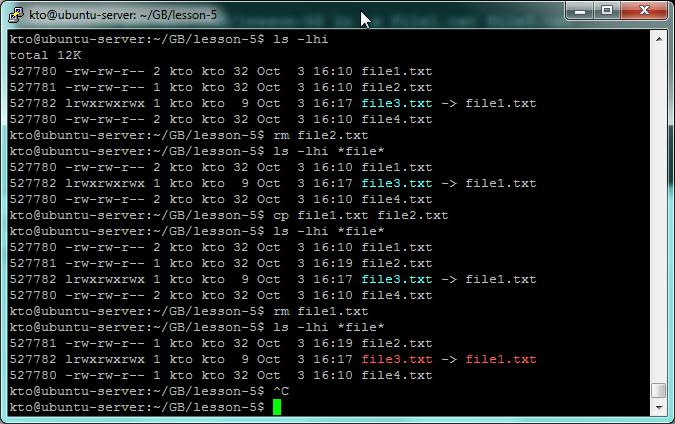 kto@ubuntu-server: ~/GB/lesson-5
kto@ubuntu-server:~/GB/lesson-5$ ls -lhi
total 12K
527780 -rw-rw-r-- 2 kto kto 32 Oct  3 16:10 file1.txt
527781 -rw-rw-r-- 1 kto kto 32 Oct  3 16:10 file2.txt
527782 lrwxrwxrwx 1 kto kto  9 Oct  3 16:17 file3.txt -> file1.txt
527780 -rw-rw-r-- 2 kto kto 32 Oct  3 16:10 file4.txt
kto@ubuntu-server:~/GB/lesson-5$ rm file2.txt
kto@ubuntu-server:~/GB/lesson-5$ ls -lhi *file*
527780 -rw-rw-r-- 2 kto kto 32 Oct  3 16:10 file1.txt
527782 lrwxrwxrwx 1 kto kto  9 Oct  3 16:17 file3.txt -> file1.txt
527780 -rw-rw-r-- 2 kto kto 32 Oct  3 16:10 file4.txt
kto@ubuntu-server:~/GB/lesson-5$ cp file1.txt file2.txt
kto@ubuntu-server:~/GB/lesson-5$ ls -lhi *file*
527780 -rw-rw-r-- 2 kto kto 32 Oct  3 16:10 file1.txt
527781 -rw-rw-r-- 1 kto kto 32 Oct  3 16:19 file2.txt
527782 lrwxrwxrwx 1 kto kto  9 Oct  3 16:17 file3.txt -> file1.txt
527780 -rw-rw-r-- 2 kto kto 32 Oct  3 16:10 file4.txt
kto@ubuntu-server:~/GB/lesson-5$ rm file1.txt
kto@ubuntu-server:~/GB/lesson-5$ ls -lhi *file*
527781 -rw-rw-r-- 1 kto kto 32 Oct  3 16:19 file2.txt
527782 lrwxrwxrwx 1 kto kto  9 Oct  3 16:17 file3.txt -> file1.txt
527780 -rw-rw-r-- 1 kto kto 32 Oct  3 16:10 file4.txt
kto@ubuntu-server:~/GB/lesson-5$ ^C
kto@ubuntu-server:~/GB/lesson-5$